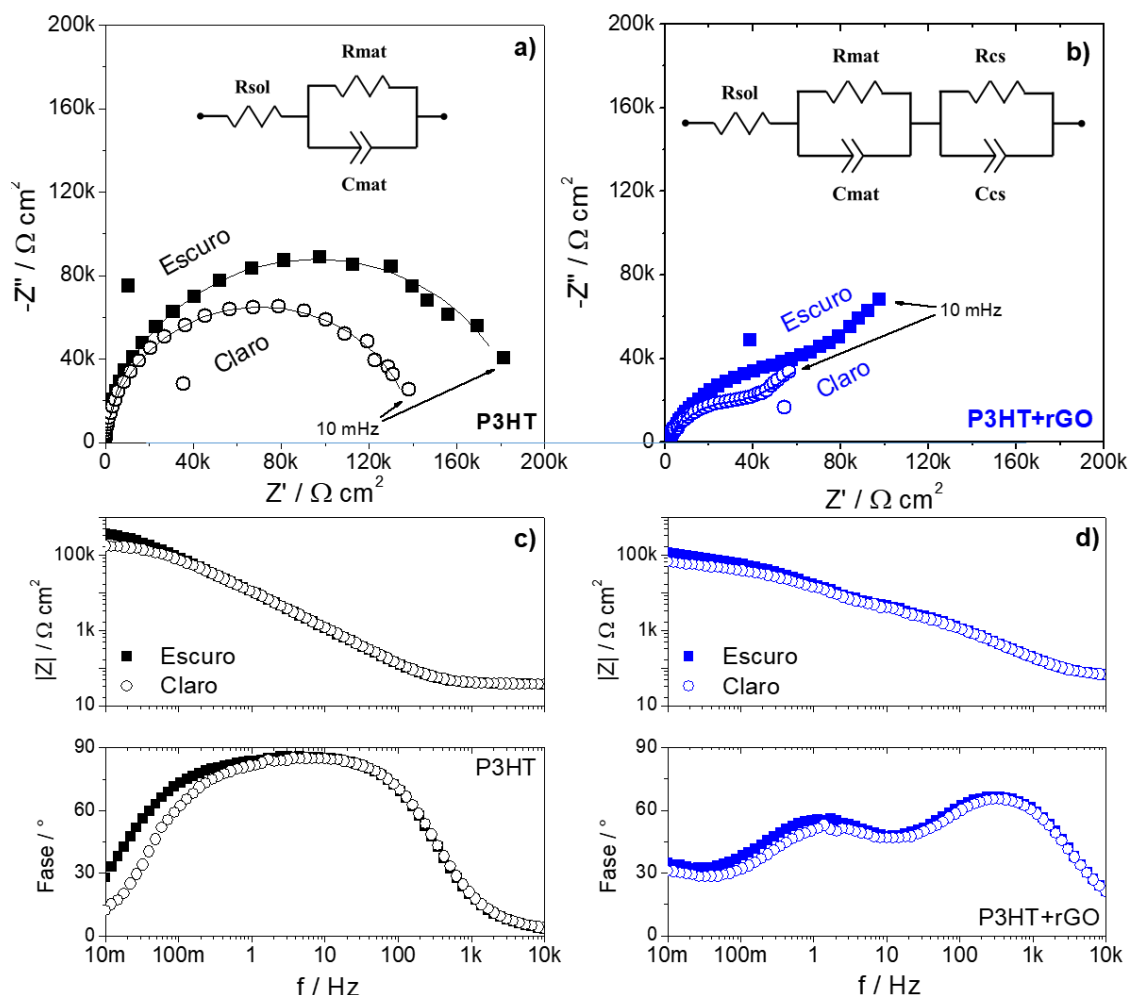 a)
Rmat
Rsol
Cmat
Escuro
Claro
10 mHz
P3HT
200k
160k
120k
80k
40k
0
-Z'' / Ω cm²
0 40k 80k 120k 160k 200k
Z' / Ω cm²
b)
Rmat Rcs
Rsol
Cmat Ccs
Escuro
10 mHz
Claro
P3HT+rGO
200k
160k
120k
80k
40k
0
-Z'' / Ω cm²
0 40k 80k 120k 160k 200k
Z' / Ω cm²
c)
100k
1k
10
|Z| / Ω cm²
Escuro
Claro
P3HT
90
60
30
0
Fase / °
10m 100m 1 10 100 1k 10k
f / Hz
d)
100k
1k
10
|Z| / Ω cm²
Escuro
Claro
90
60
30
0
Fase / °
P3HT+rGO
10m 100m 1 10 100 1k 10k
f / Hz